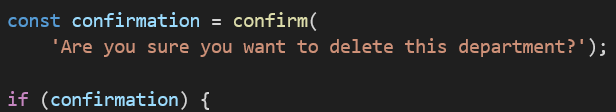 const confirmation = confirm(
    'Are you sure you want to delete this department?');
if (confirmation) {